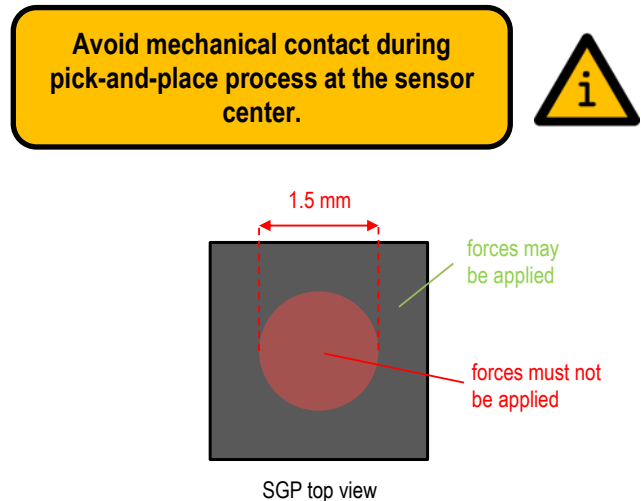 Avoid mechanical contact during
pick-and-place process at the sensor
center.
i
1.5 mm
forces may
be applied
forces must not
be applied
SGP top view